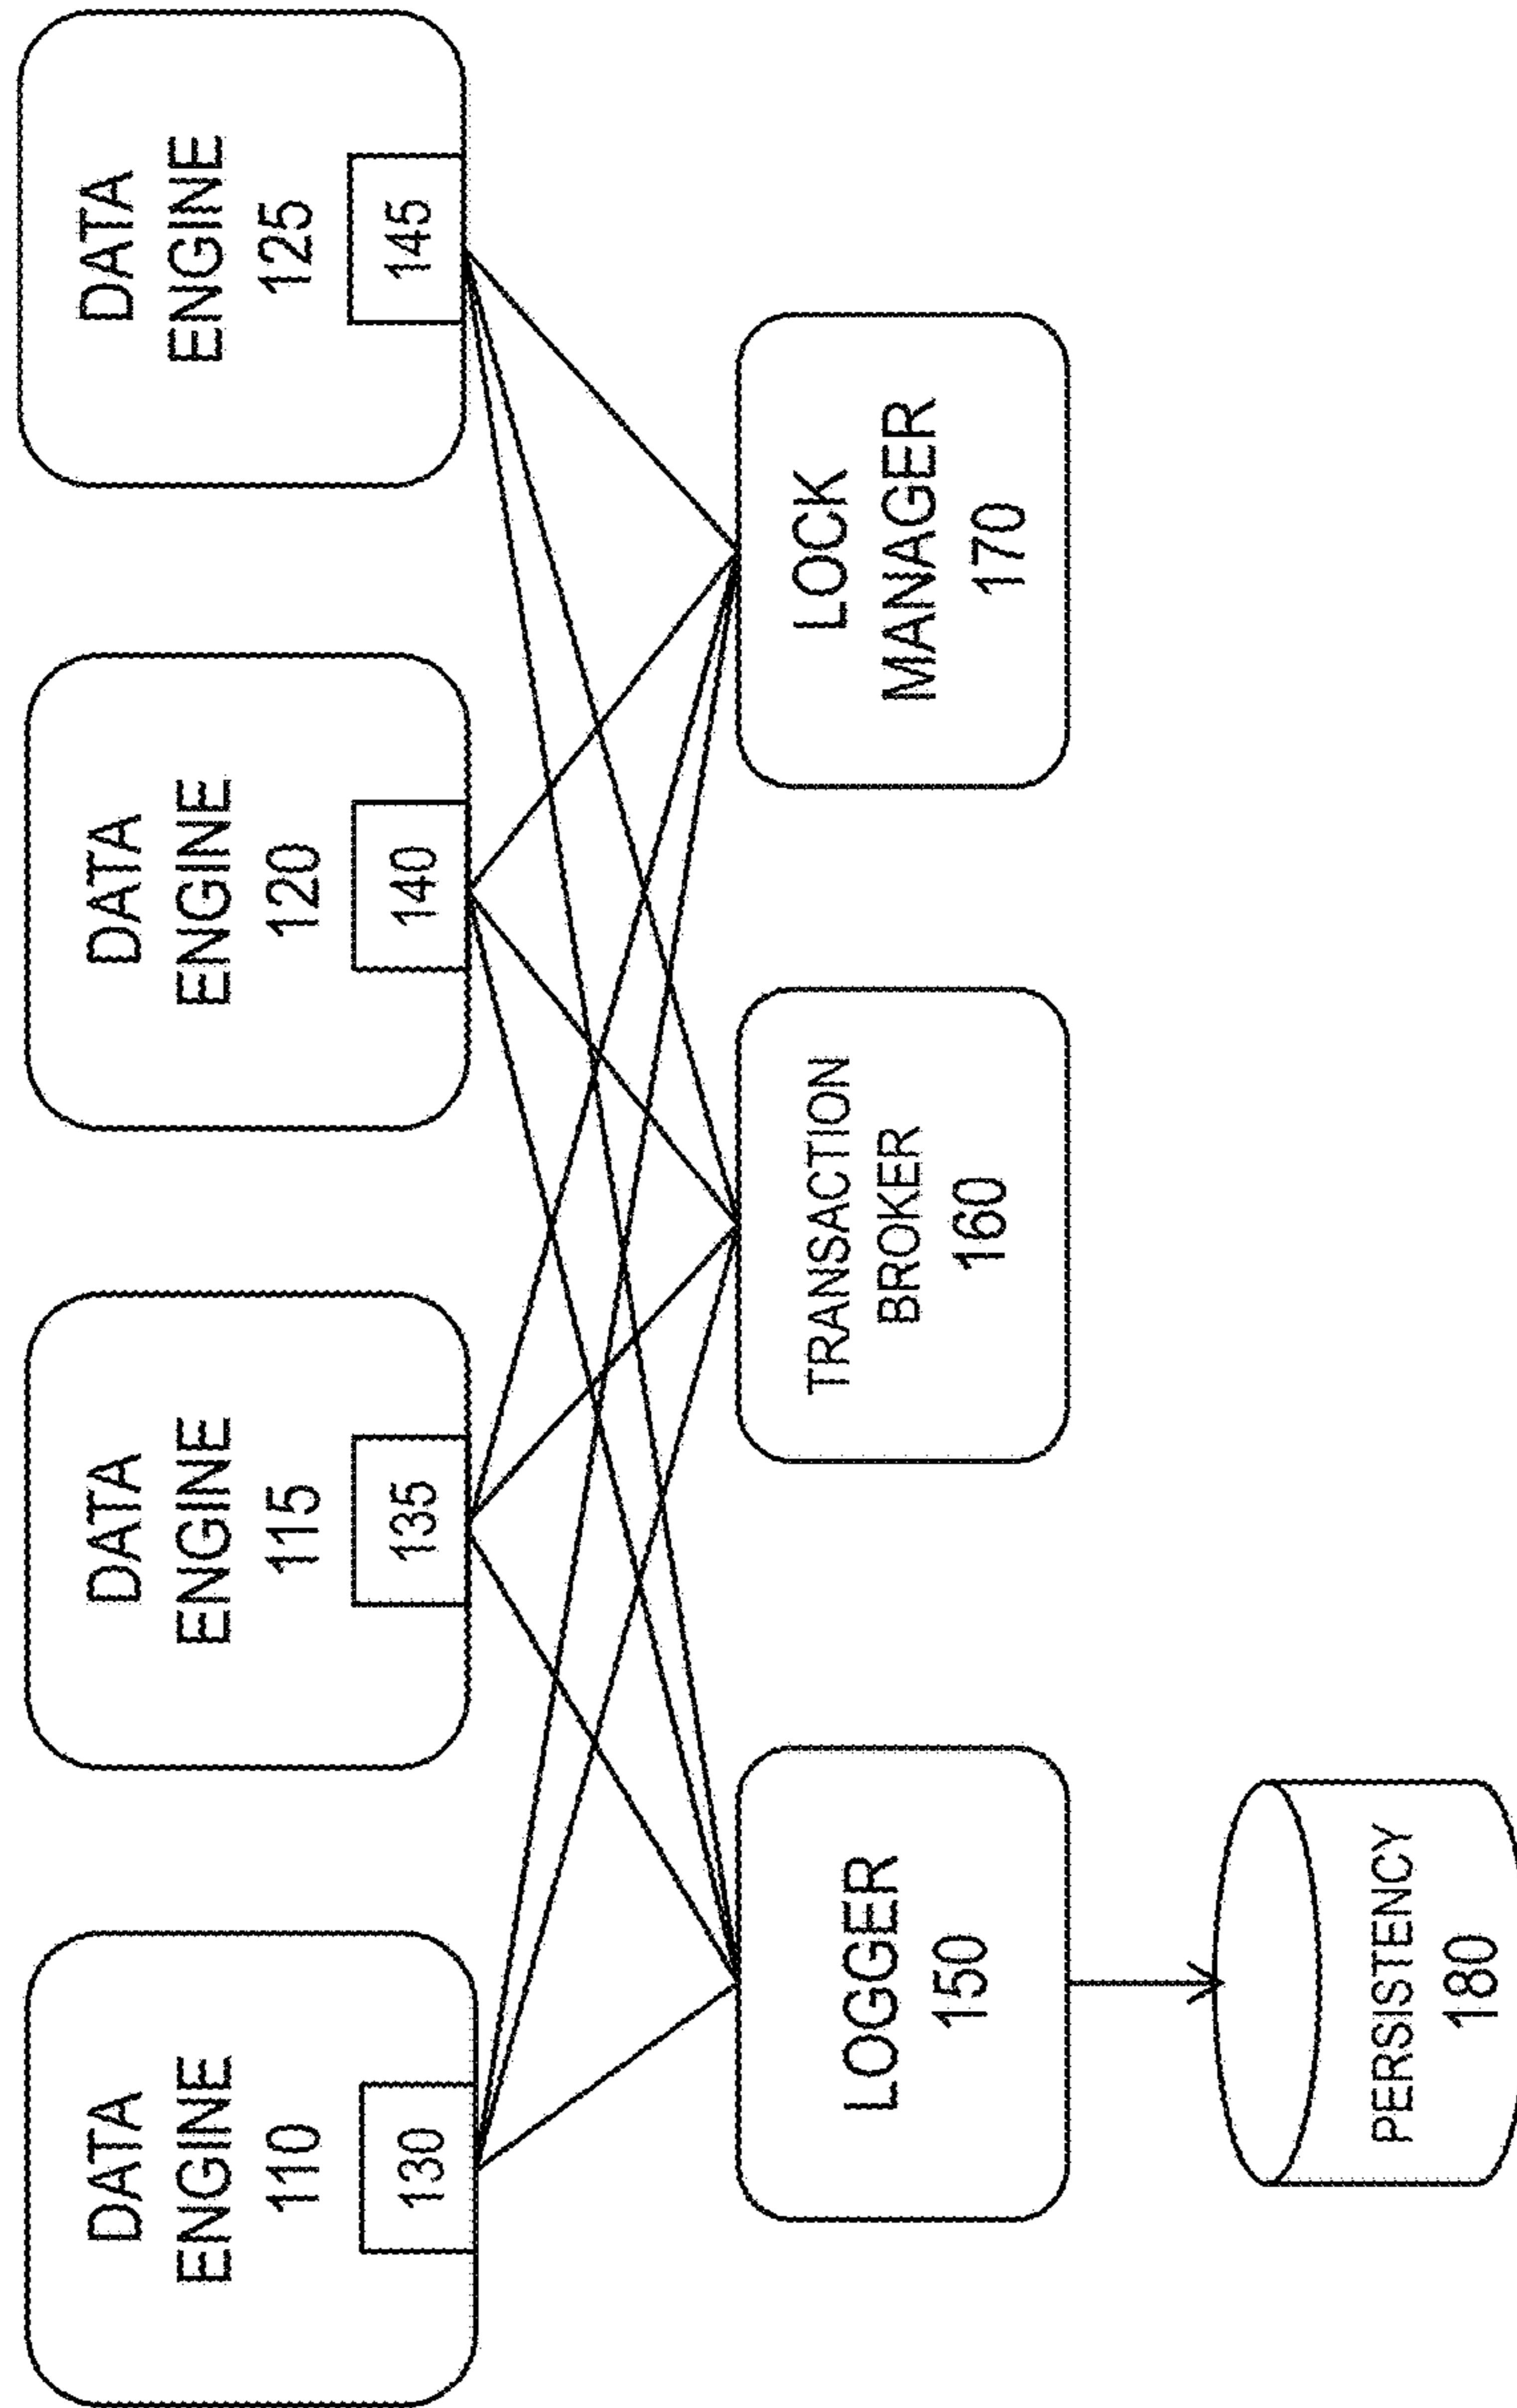 DATA
ENGINE
110
130
DATA
ENGINE
115
135
DATA
ENGINE
120
140
DATA
ENGINE
125
145
LOGGER
150
TRANSACTION
BROKER
160
LOCK
MANAGER
170
PERSISTENCY
180